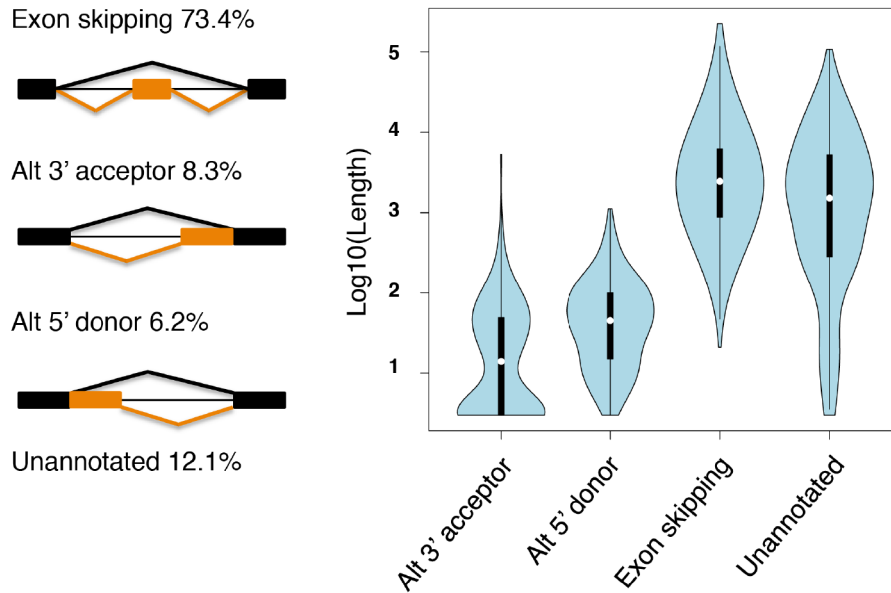 Exon skipping 73.4%
Alt 3’ acceptor 8.3%
Alt 5’ donor 6.2%
Unannotated 12.1%
Log10(Length)
5
4
3
2
1
Alt 3’ acceptor
Alt 5’ donor
Exon skipping
Unannotated